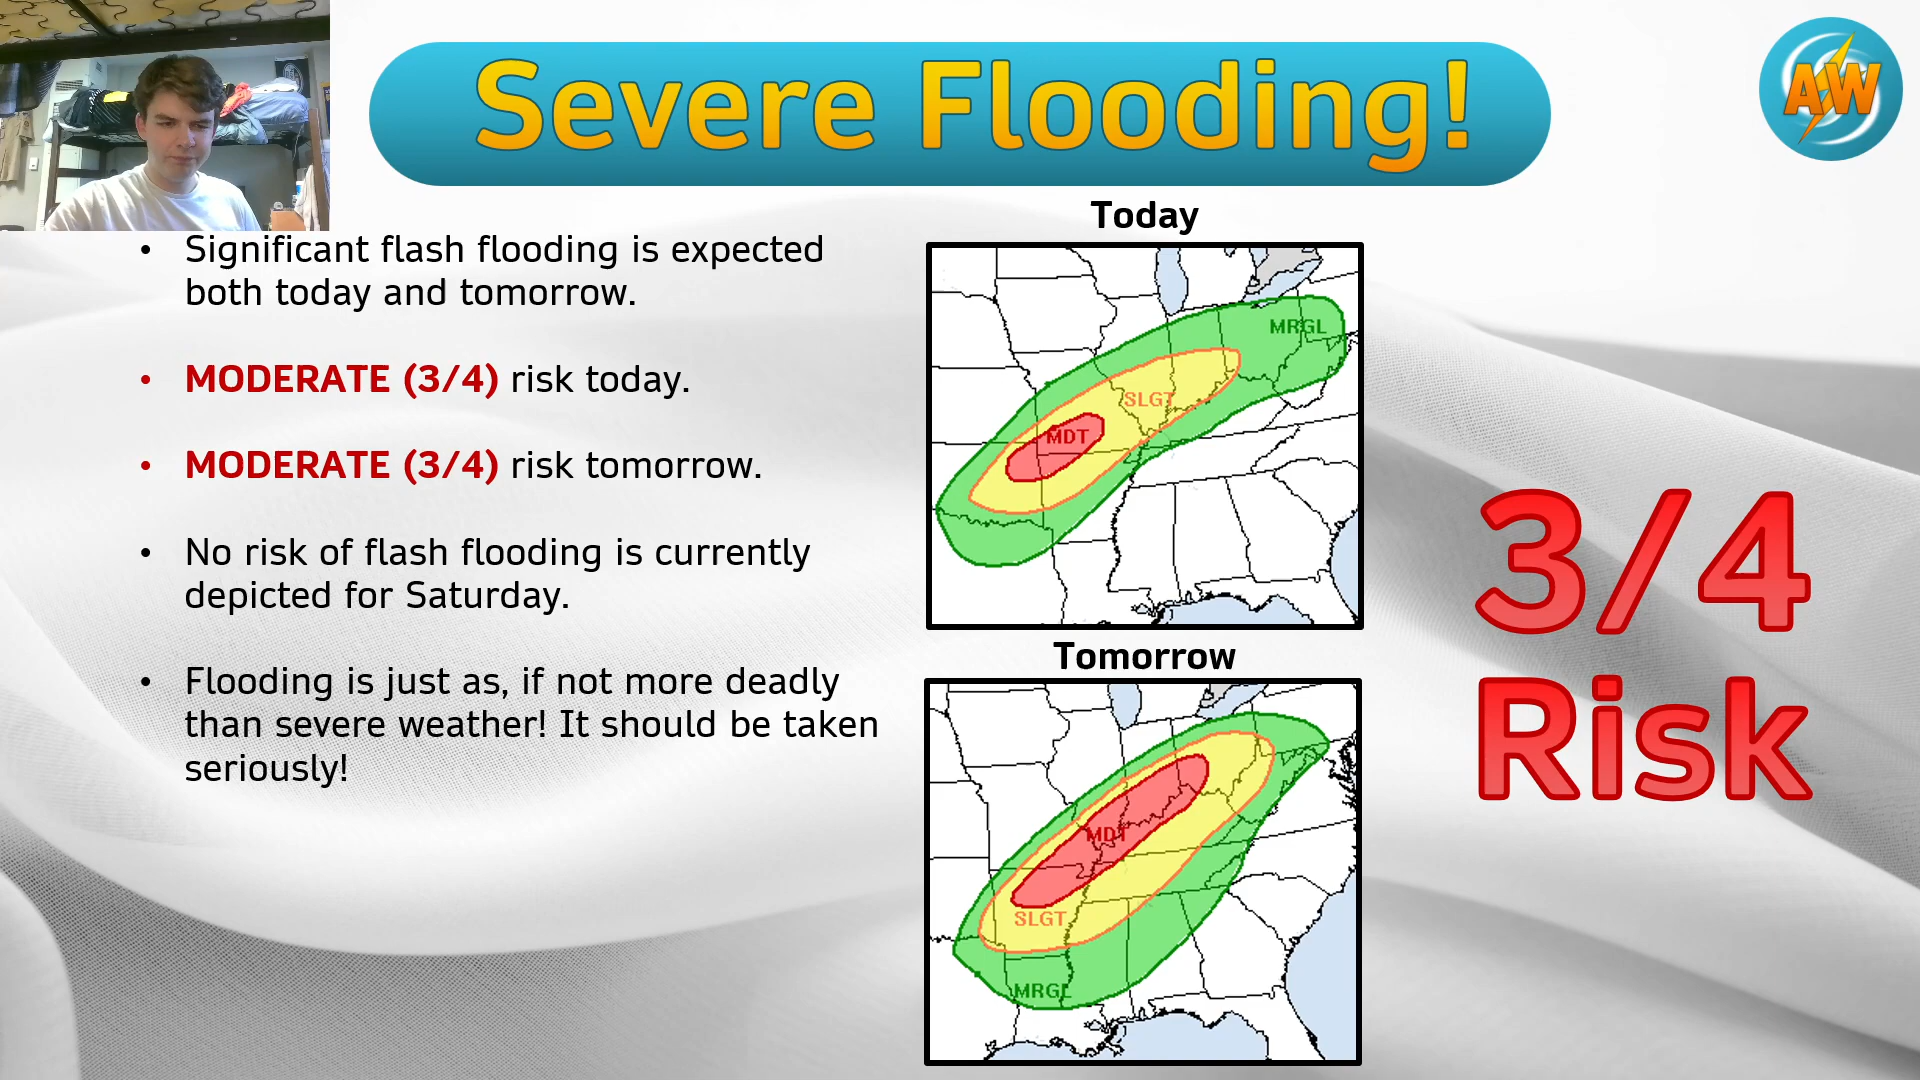 Severe Flooding!
AW
• Significant flash flooding is expected
both today and tomorrow.
• MODERATE (3/4) risk today.
• MODERATE (3/4) risk tomorrow.
• No risk of flash flooding is currently
depicted for Saturday.
• Flooding is just as, if not more deadly
than severe weather! It should be taken
seriously!
Today
MRGL
SLGT
MDT
Tomorrow
MDT
SLGT
MRGL
3/4
Risk